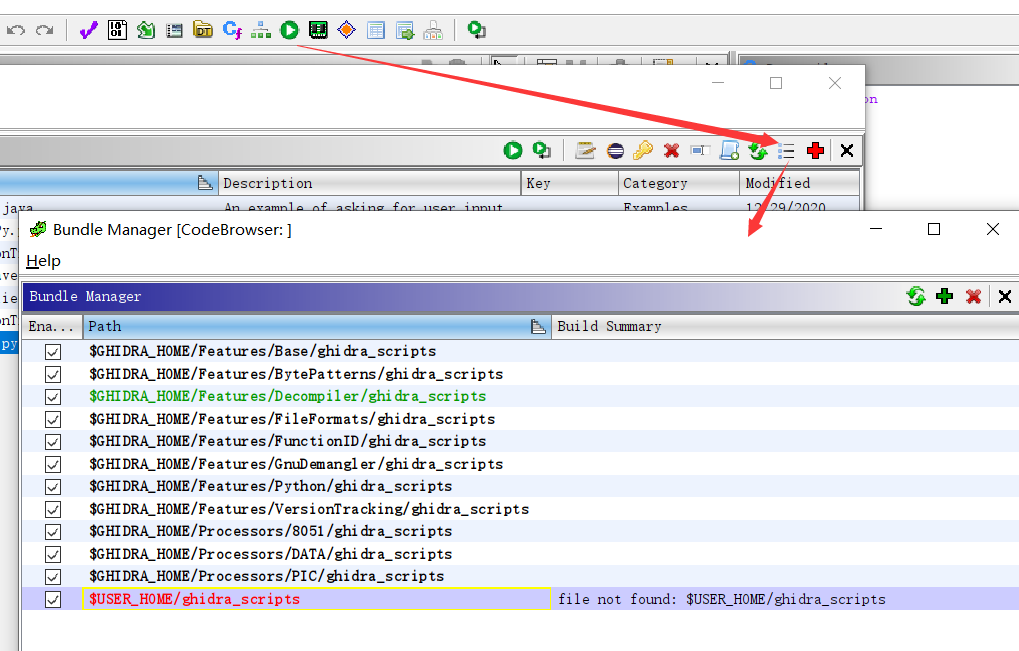 on
Description Key Category Modified
java An example of asking for user input Examples 12/29/2020
Bundle Manager [CodeBrowser: ]
Help
Bundle Manager
Ena... Path Build Summary
$GHIDRA_HOME/Features/Base/ghidra_scripts
$GHIDRA_HOME/Features/BytePatterns/ghidra_scripts
$GHIDRA_HOME/Features/Decompiler/ghidra_scripts
$GHIDRA_HOME/Features/FileFormats/ghidra_scripts
$GHIDRA_HOME/Features/FunctionID/ghidra_scripts
$GHIDRA_HOME/Features/GnuDemangler/ghidra_scripts
$GHIDRA_HOME/Features/Python/ghidra_scripts
$GHIDRA_HOME/Features/VersionTracking/ghidra_scripts
$GHIDRA_HOME/Processors/8051/ghidra_scripts
$GHIDRA_HOME/Processors/DATA/ghidra_scripts
$GHIDRA_HOME/Processors/PIC/ghidra_scripts
$USER_HOME/ghidra_scripts file not found: $USER_HOME/ghidra_scripts